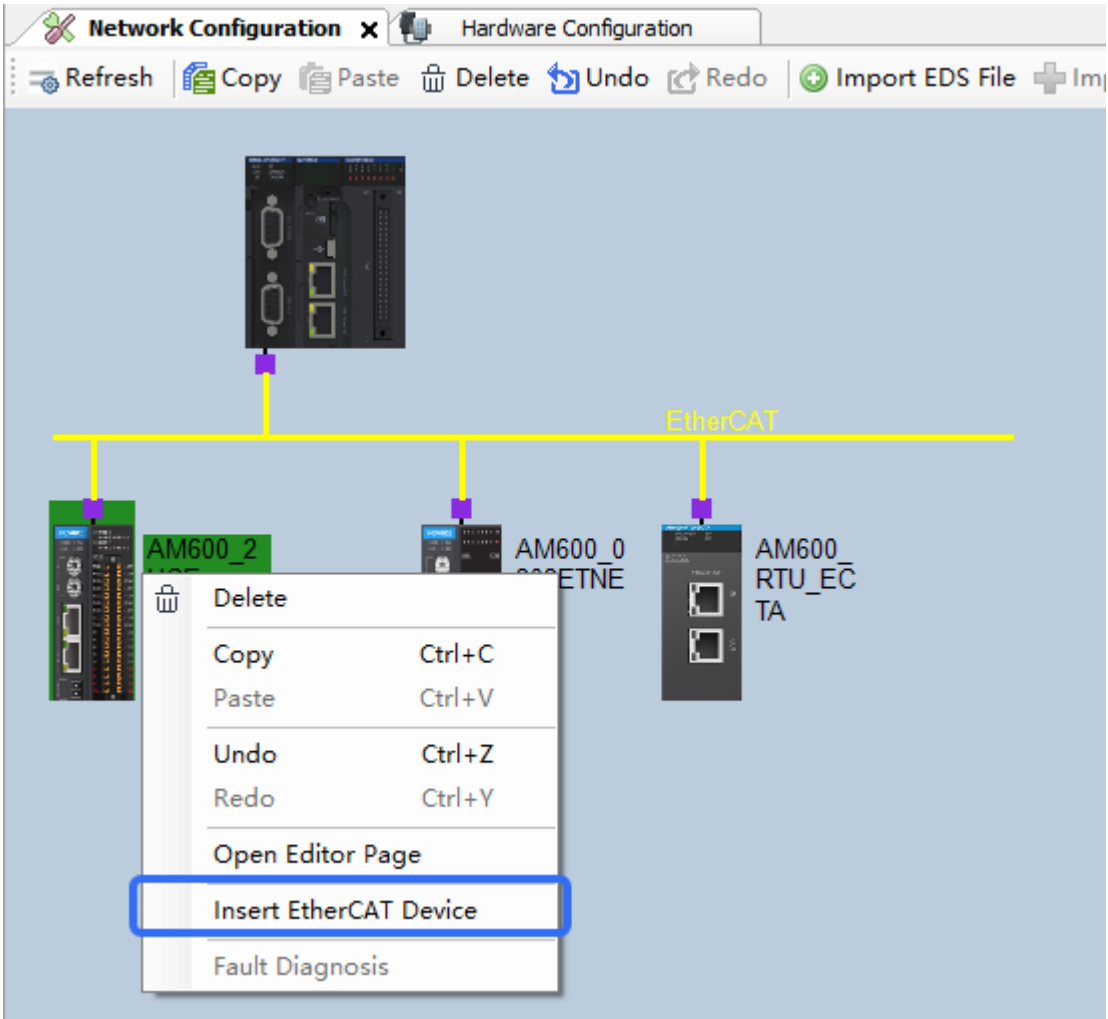 Network Configuration
Hardware Configuration
Refresh Copy Paste Delete Undo Redo Import EDS File
EtherCAT
AM600_2
AM600_0
AM600_
RTU_EC
TA
Delete
Copy Ctrl+C
Paste Ctrl+V
Undo Ctrl+Z
Redo Ctrl+Y
Open Editor Page
Insert EtherCAT Device
Fault Diagnosis